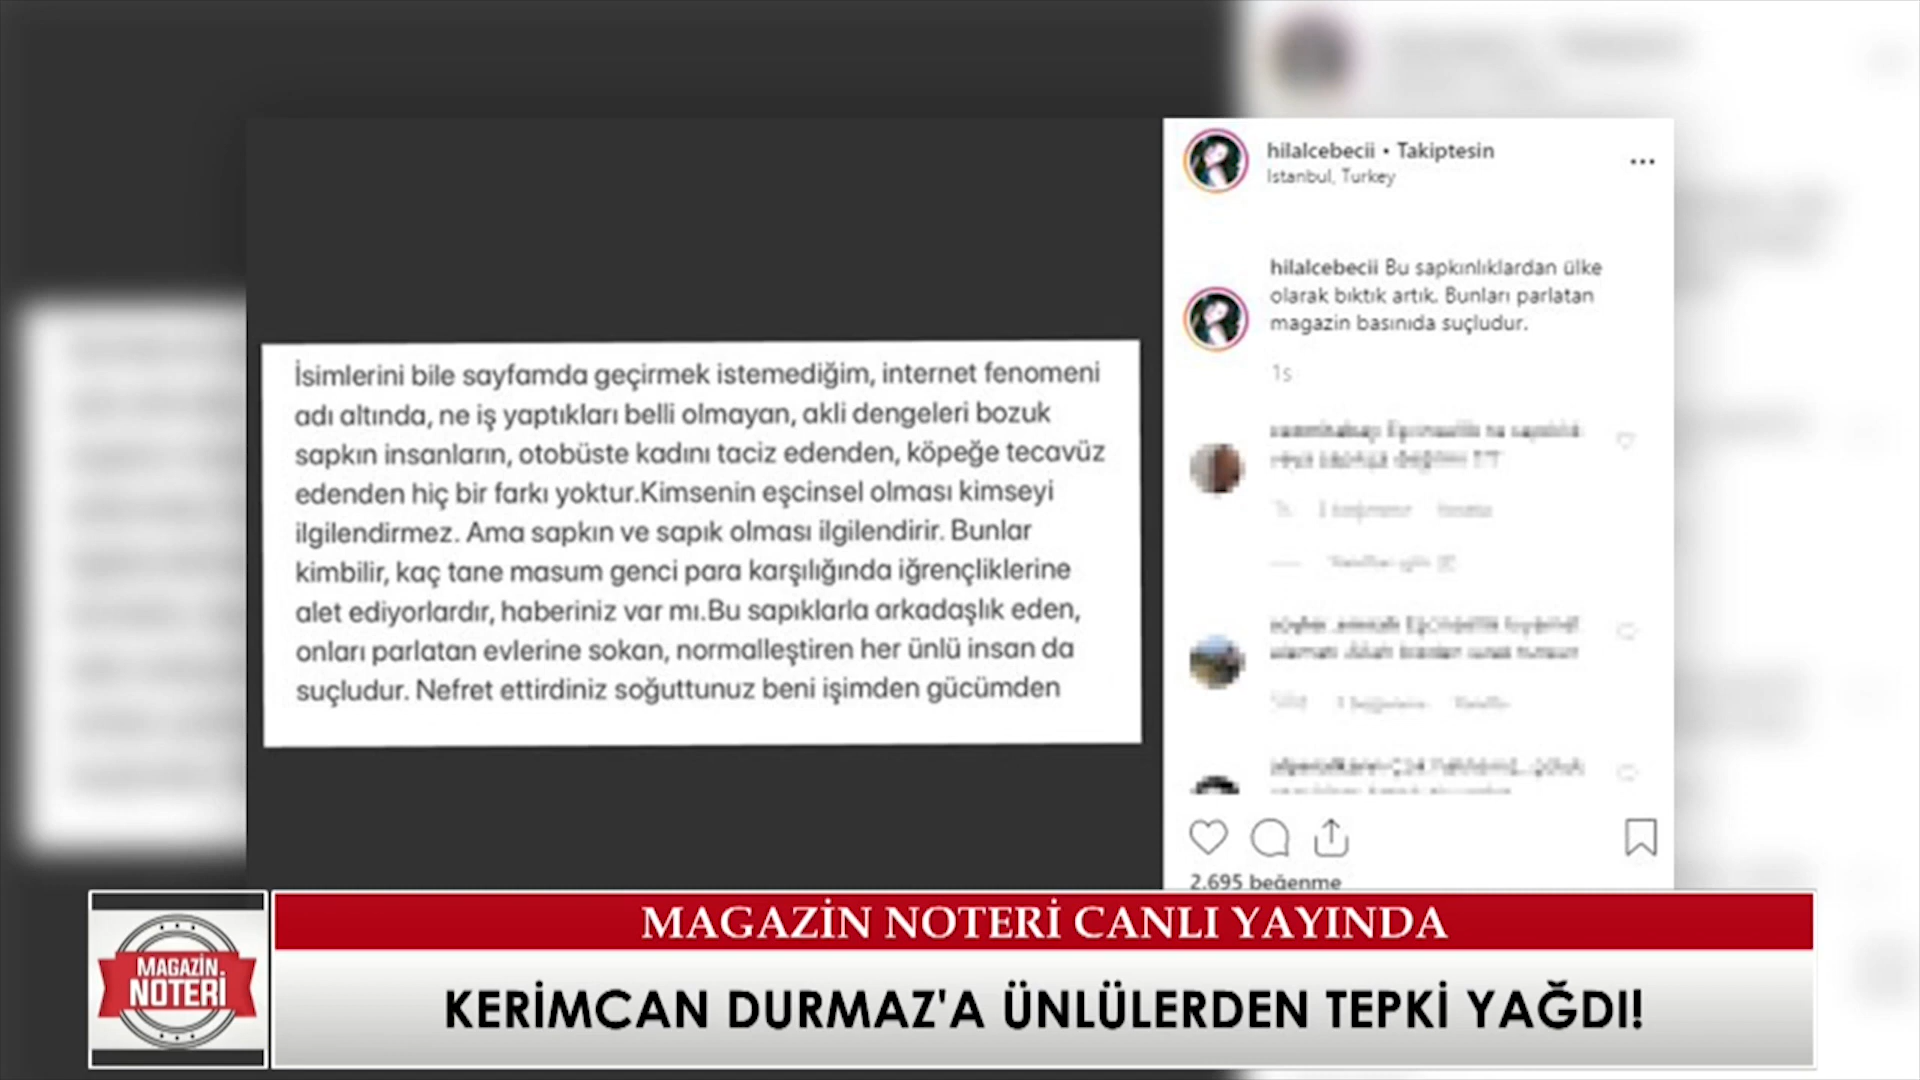 hilalcebecii • Takiptesin
Istanbul, Turkey
hilalcebecii Bu sapkınlıklardan ülke
olarak bıktık artık. Bunları parlatan
magazin basınıda suçludur.
1s
İsimlerini bile sayfamda geçirmek istemediğim, internet fenomeni
adı altında, ne iş yaptıkları belli olmayan, akli dengeleri bozuk
sapkın insanların, otobüste kadını taciz edenden, köpeğe tecavüz
edenden hiç bir farkı yoktur.Kimsenin eşcinsel olması kimseyi
ilgilendirmez. Ama sapkın ve sapık olması ilgilendirir. Bunlar
kimbilir, kaç tane masum genci para karşılığında iğrençliklerine
alet ediyorlardır, haberiniz var mı.Bu sapıklarla arkadaşlık eden,
onları parlatan evlerine sokan, normalleştiren her ünlü insan da
suçludur. Nefret ettirdiniz soğuttunuz beni işimden gücümden
2.695 beğenme
MAGAZİN NOTERİ CANLI YAYINDA
MAGAZİN
NOTERİ
KERİMCAN DURMAZ'A ÜNLÜLERDEN TEPKİ YAĞDI!